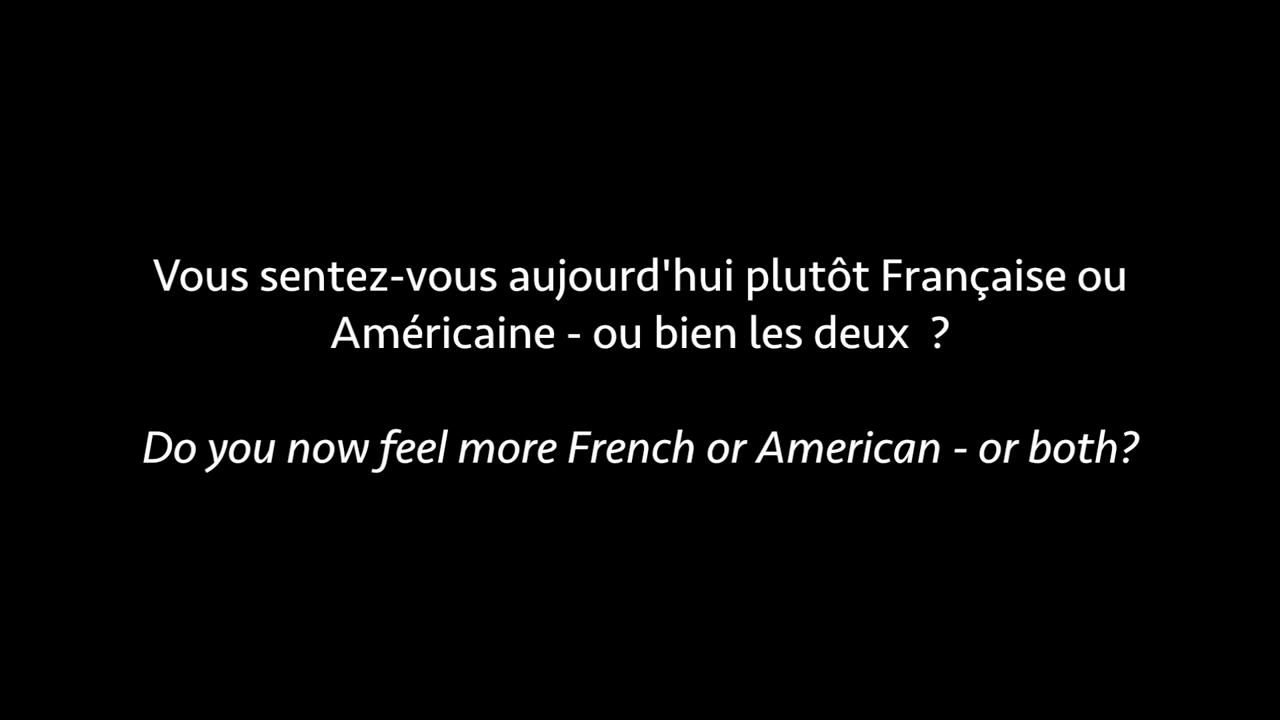 Vous sentez-vous aujourd'hui plutôt Française ou
Américaine - ou bien les deux  ?
Do you now feel more French or American - or both?